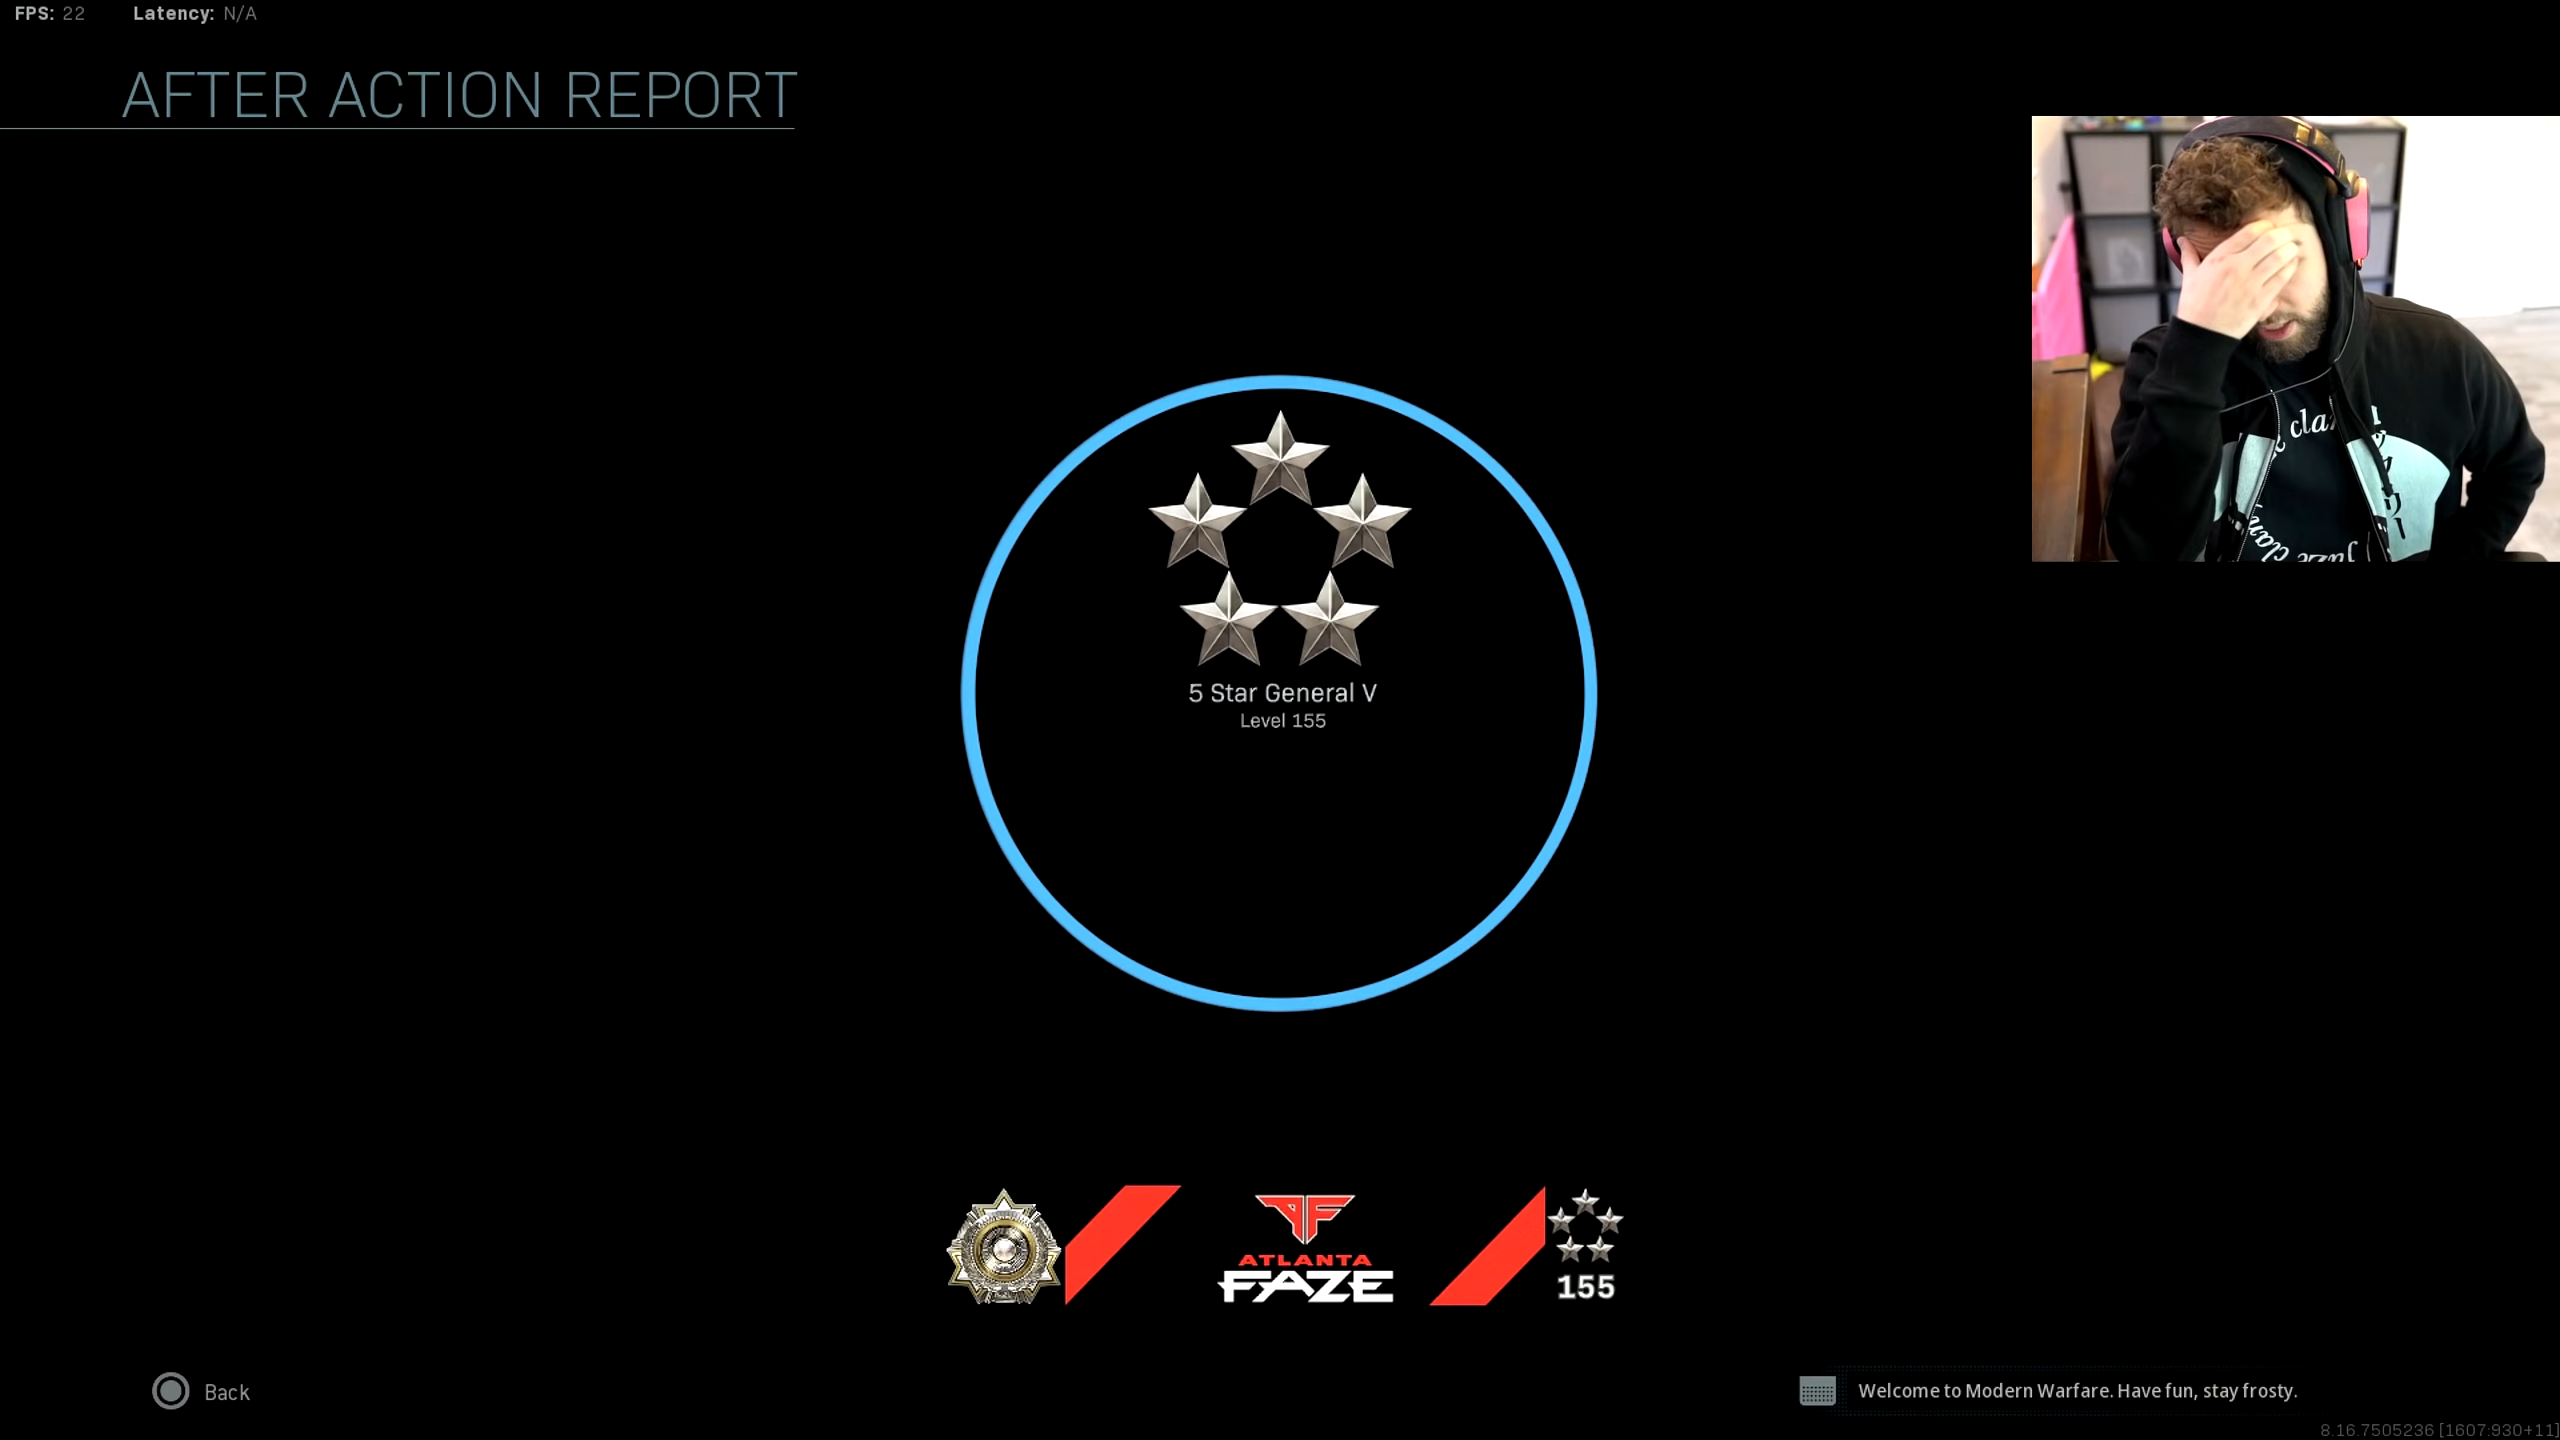 FPS: 22 Latency: N/A
AFTER ACTION REPORT
5 Star General V
Level 155
ATLANTA
FAZE
155
Back
Welcome to Modern Warfare. Have fun, stay frosty.
8.16.7505236 [1607:930+11]